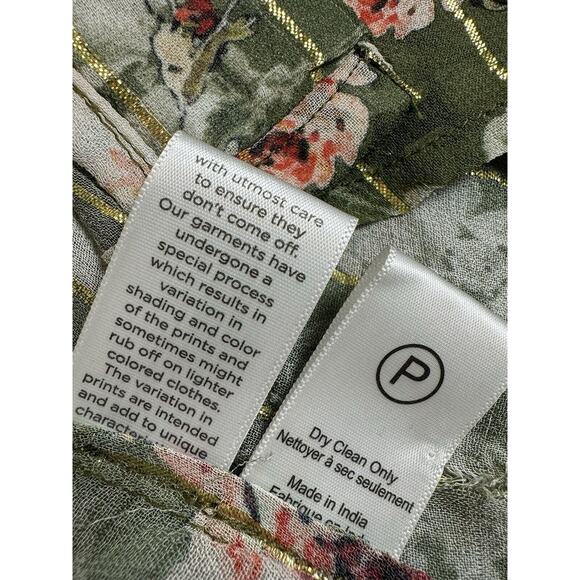 with utmost care
to ensure they
don't come off.
Our garments have
undergone a
special process
which results in
variation in
shading and color
of the prints and
sometimes might
rub off on lighter
colored clothes.
The variation in
prints are intended
and add to unique
P
Dry Clean Only
Nettoyer à sec seulement
Made in India
Fabrique